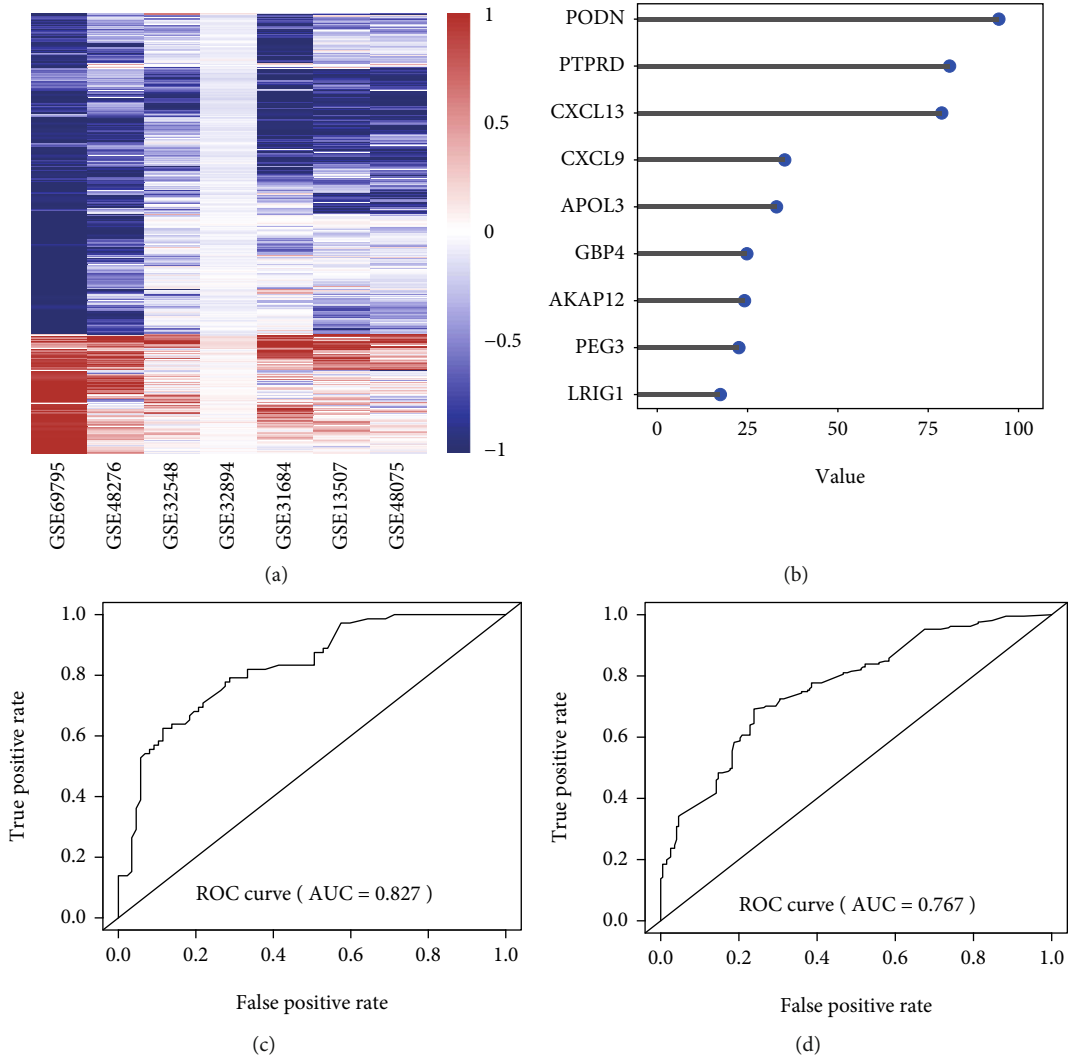 1
0.5
0
−0.5
−1
GSE69795
GSE48276
GSE32548
GSE32894
GSE31684
GSE13507
GSE48075
(a)
PODN
PTPRD
CXCL13
CXCL9
APOL3
GBP4
AKAP12
PEG3
LRIG1
0 25 50 75 100
Value
(b)
True positive rate
1.0
0.8
0.6
0.4
0.2
0.0
ROC curve ( AUC = 0.827 )
0.0 0.2 0.4 0.6 0.8 1.0
False positive rate
(c)
True positive rate
1.0
0.8
0.6
0.4
0.2
0.0
ROC curve ( AUC = 0.767 )
0.0 0.2 0.4 0.6 0.8 1.0
False positive rate
(d)